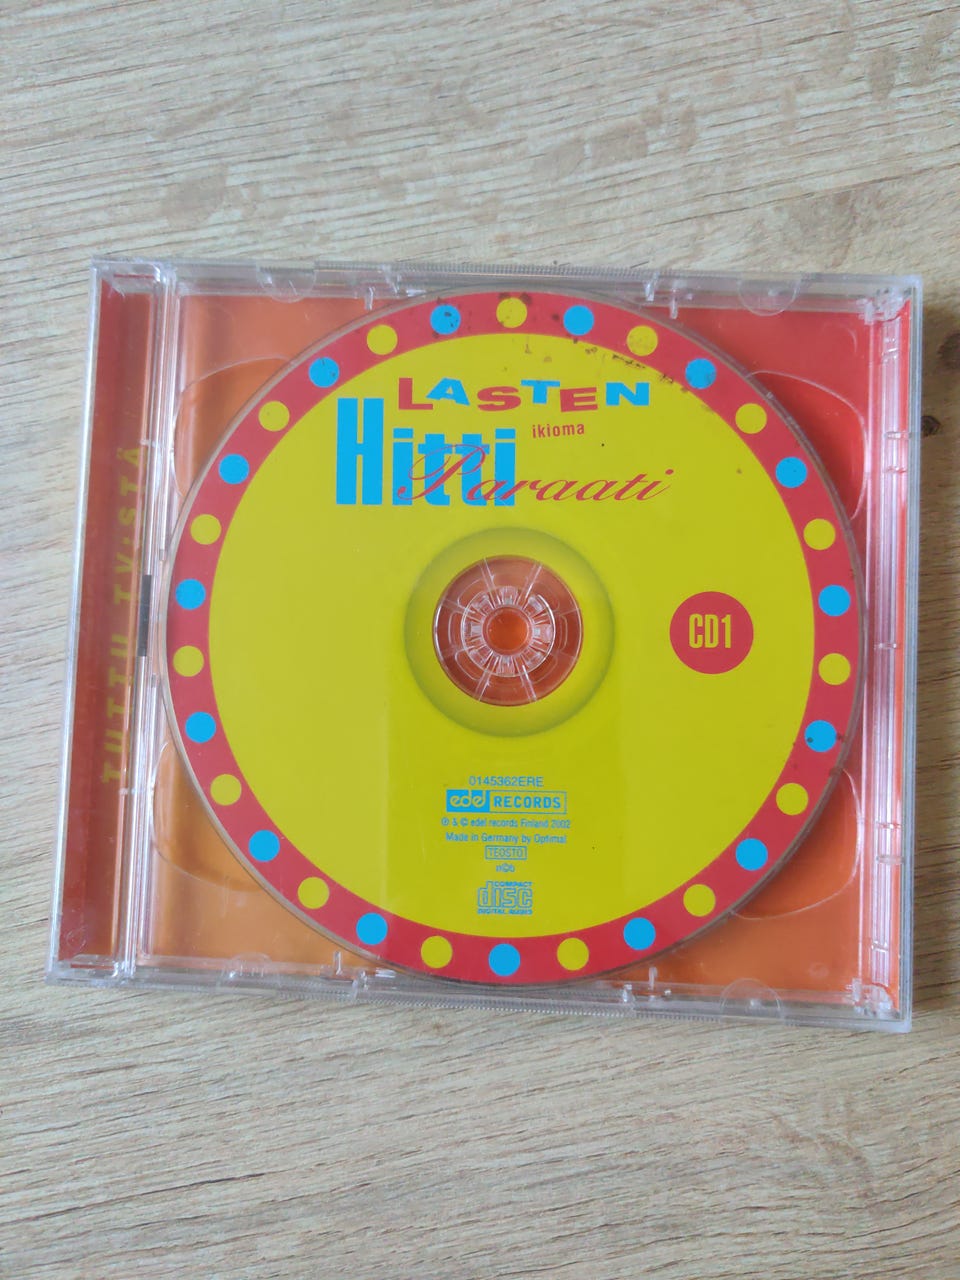 LASTEN
ikioma
Hitti
Paraati
CD1
0145362ERE
edel RECORDS
℗ & © edel records Finland 2002
Made in Germany by Optimal
TEOSTO
n©b
COMPACT
disc
DIGITAL AUDIO
TUTTU TV:STÄ